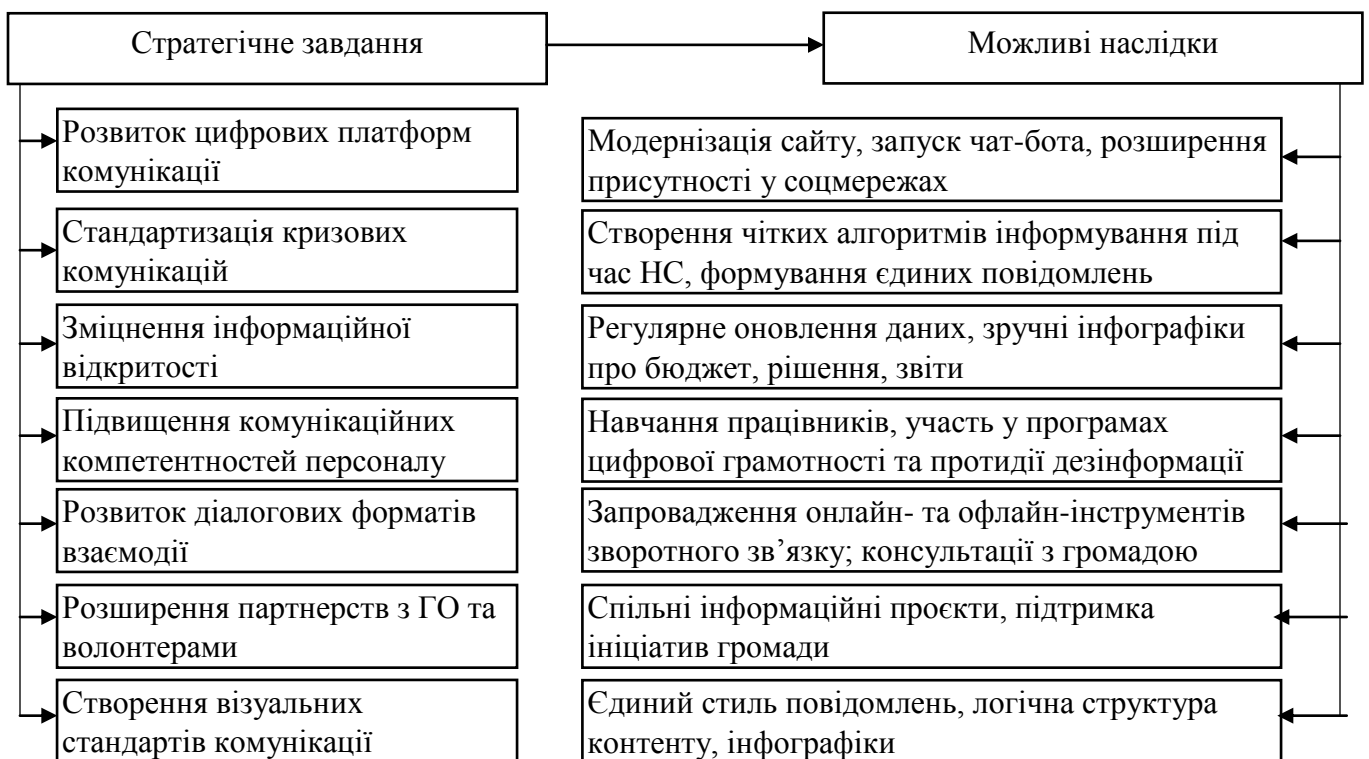 Стратегічне завдання
Можливі наслідки
Розвиток цифрових платформ
комунікації
Модернізація сайту, запуск чат-бота, розширення
присутності у соцмережах
Стандартизація кризових
комунікацій
Створення чітких алгоритмів інформування під
час НС, формування єдиних повідомлень
Зміцнення інформаційної
відкритості
Регулярне оновлення даних, зручні інфографіки
про бюджет, рішення, звіти
Підвищення комунікаційних
компетентностей персоналу
Навчання працівників, участь у програмах
цифрової грамотності та протидії дезінформації
Розвиток діалогових форматів
взаємодії
Запровадження онлайн- та офлайн-інструментів
зворотного зв’язку; консультації з громадою
Розширення партнерств з ГО та
волонтерами
Спільні інформаційні проєкти, підтримка
ініціатив громади
Створення візуальних
стандартів комунікації
Єдиний стиль повідомлень, логічна структура
контенту, інфографіки